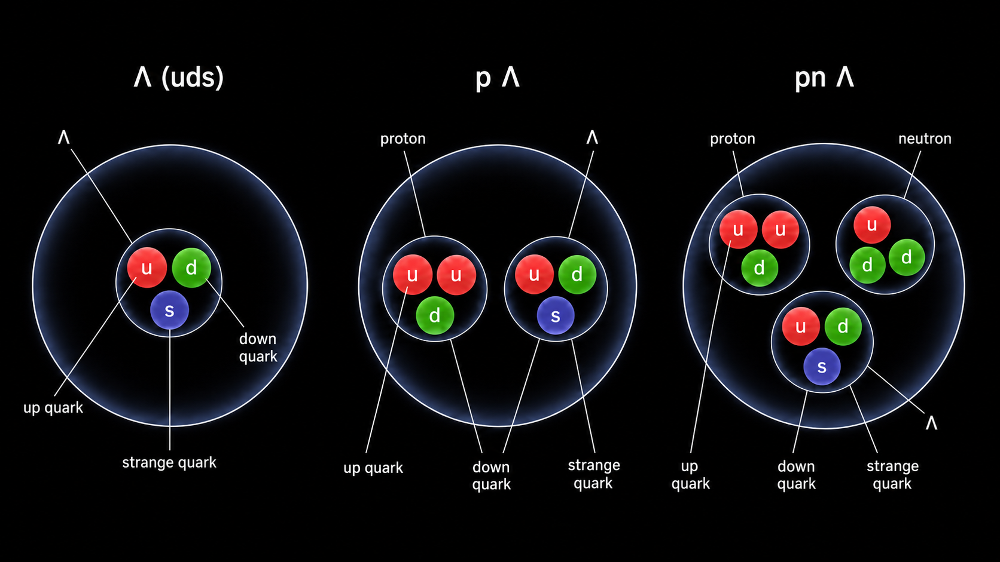 Λ (uds)
p Λ
pn Λ
Λ
proton
Λ
proton
neutron
u
d
s
u
u
d
u
d
s
u
u
d
u
d
d
u
d
s
down
quark
up quark
strange quark
up quark
down
quark
strange
quark
up
quark
down
quark
strange
quark
Λ